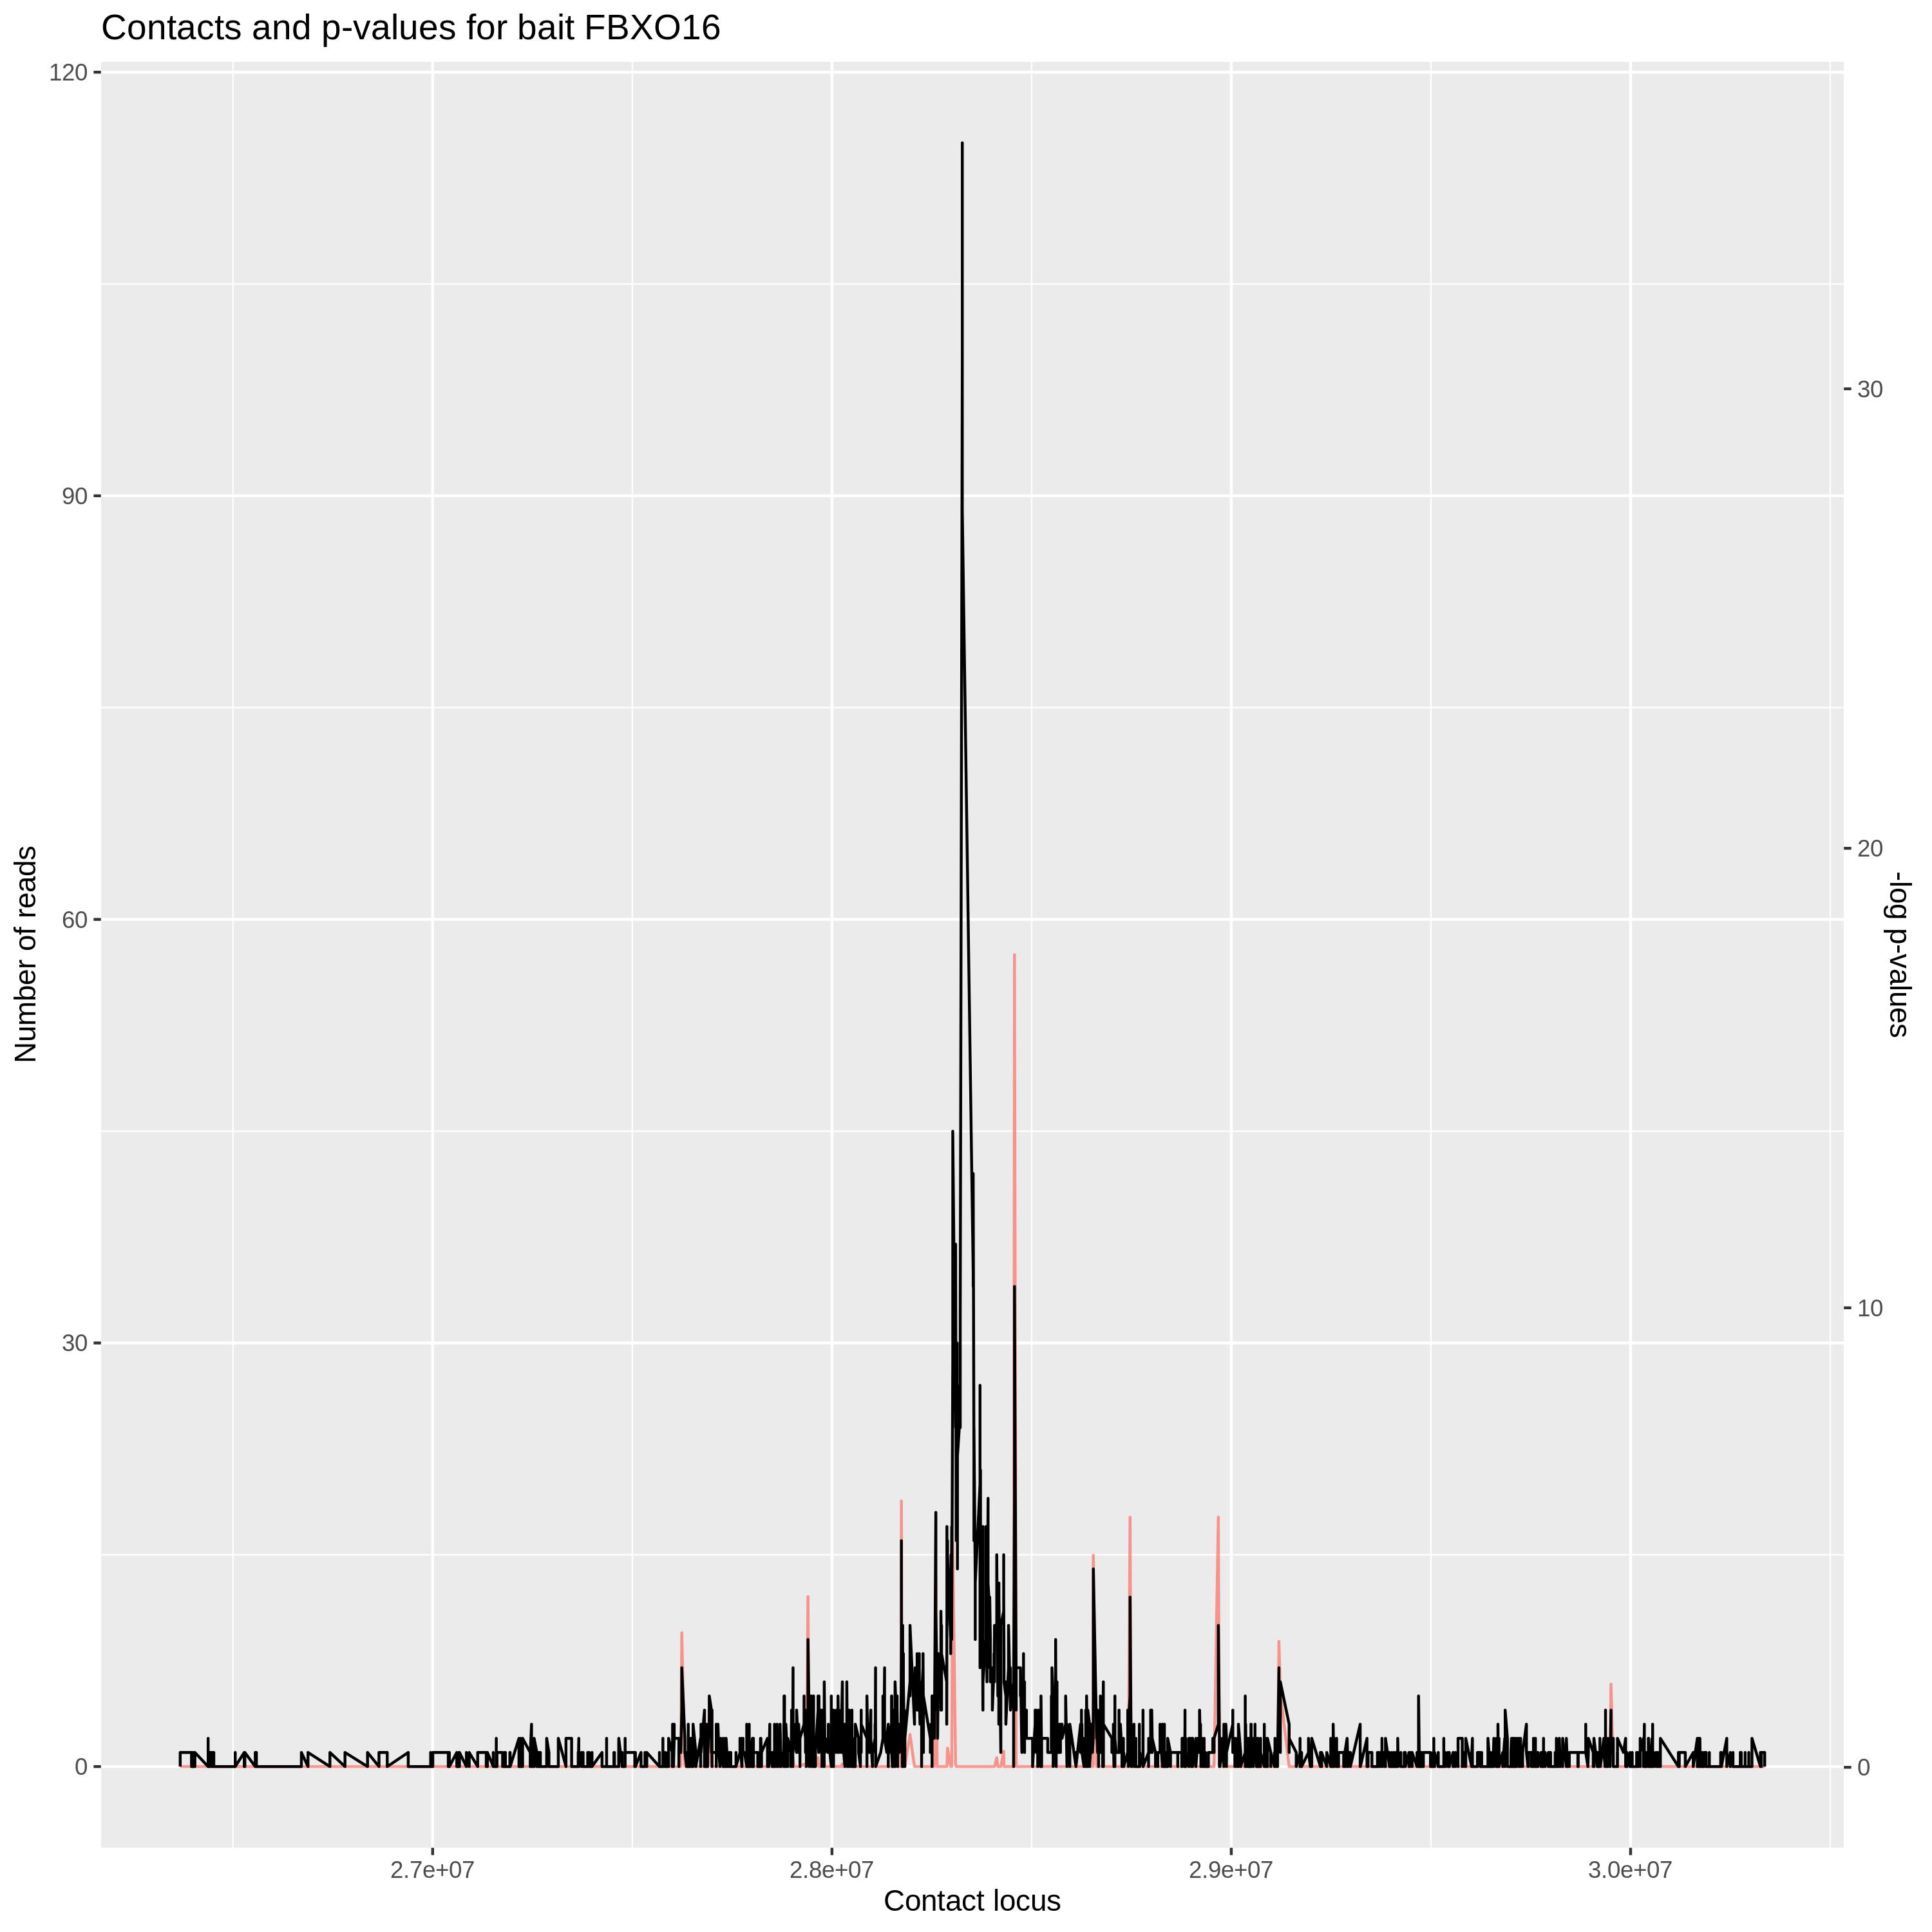 Contacts and p-values for bait FBXO16
120
90
60
30
0
Number of reads
30
20
10
0
-log p-values
2.7e+07
2.8e+07
2.9e+07
3.0e+07
Contact locus